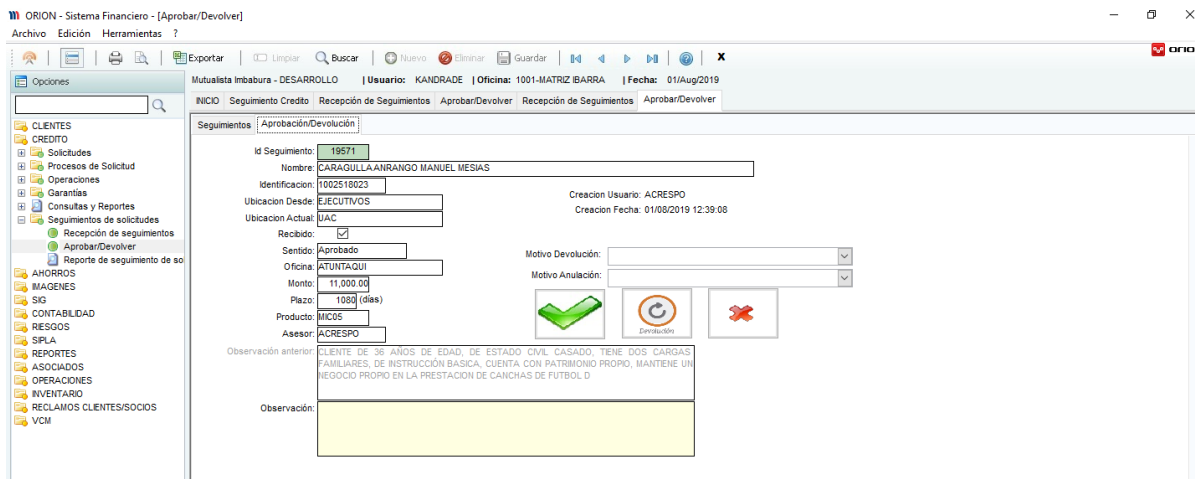 ORION - Sistema Financiero - [Aprobar/Devolver]
Archivo Edición Herramientas ?
Exportar Limpiar Buscar Nuevo Eliminar Guardar X orio
Opciones
Mutualista Imbabura - DESARROLLO | Usuario: KANDRADE | Oficina: 1001-MATRIZ IBARRA | Fecha: 01/Aug/2019
INICIO Seguimiento Credito Recepción de Seguimientos Aprobar/Devolver Recepción de Seguimientos Aprobar/Devolver
Seguimientos Aprobación/Devolución
CLIENTES
CREDITO
Solicitudes
Procesos de Solicitud
Operaciones
Garantías
Consultas y Reportes
Seguimientos de solicitudes
Recepción de seguimientos
Aprobar/Devolver
Reporte de seguimiento de so
AHORROS
IMAGENES
SIG
CONTABILIDAD
RIESGOS
SIPLA
REPORTES
ASOCIADOS
OPERACIONES
INVENTARIO
RECLAMOS CLIENTES/SOCIOS
VCM
Id Seguimiento: 19571
Nombre: CARAGULLAANRANGO MANUEL MESIAS
Identificacion: 1002518023
Ubicacion Desde: EJECUTIVOS
Ubicacion Actual: UAC
Recibido:
Sentido: Aprobado
Oficina: ATUNTAQUI
Monto: 11,000.00
Plazo: 1080 (días)
Producto: MIC05
Asesor: ACRESPO
Creacion Usuario: ACRESPO
Creacion Fecha: 01/08/2019 12:39:08
Motivo Devolución:
Motivo Anulación:
Devolución
Observación anterior: CLIENTE DE 36 AÑOS DE EDAD, DE ESTADO CIVIL CASADO, TIENE DOS CARGAS
FAMILIARES, DE INSTRUCCIÓN BASICA, CUENTA CON PATRIMONIO PROPIO, MANTIENE UN
NEGOCIO PROPIO EN LA PRESTACION DE CANCHAS DE FUTBOL D
Observación: